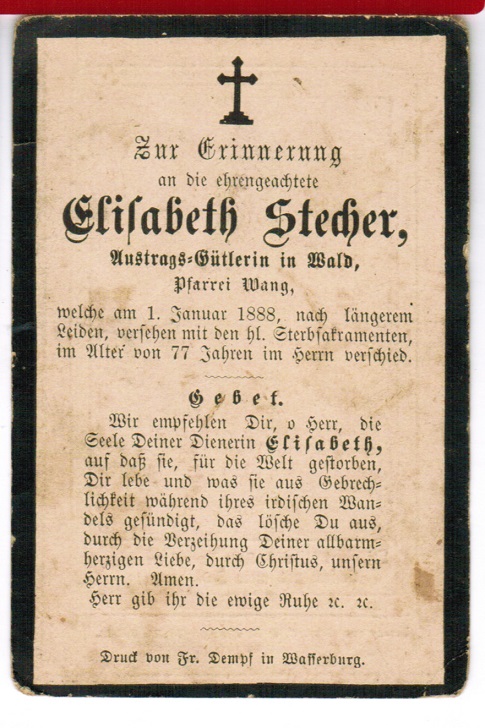 Zur Erinnerung
an die ehrengeachtete
Eliſabeth Stecher,
Austrags-Gütlerin in Wald,
Pfarrei Wang,
welche am 1. Januar 1888, nach längerem
Leiden, verſehen mit den hl. Sterbſakramenten,
im Alter von 77 Jahren im Herrn verſchied.
Gebet.
Wir empfehlen Dir, o Herr, die
Seele Deiner Dienerin Eliſabeth,
auf daß ſie, für die Welt geſtorben,
Dir lebe und was ſie aus Gebrech-
lichkeit während ihres irdiſchen Wan-
dels geſündigt, das löſche Du aus,
durch die Verzeihung Deiner allbarm-
herzigen Liebe, durch Chriſtus, unſern
Herrn. Amen.
Herr gib ihr die ewige Ruhe ꝛc. ꝛc.
Druck von Fr. Dempf in Waſſerburg.